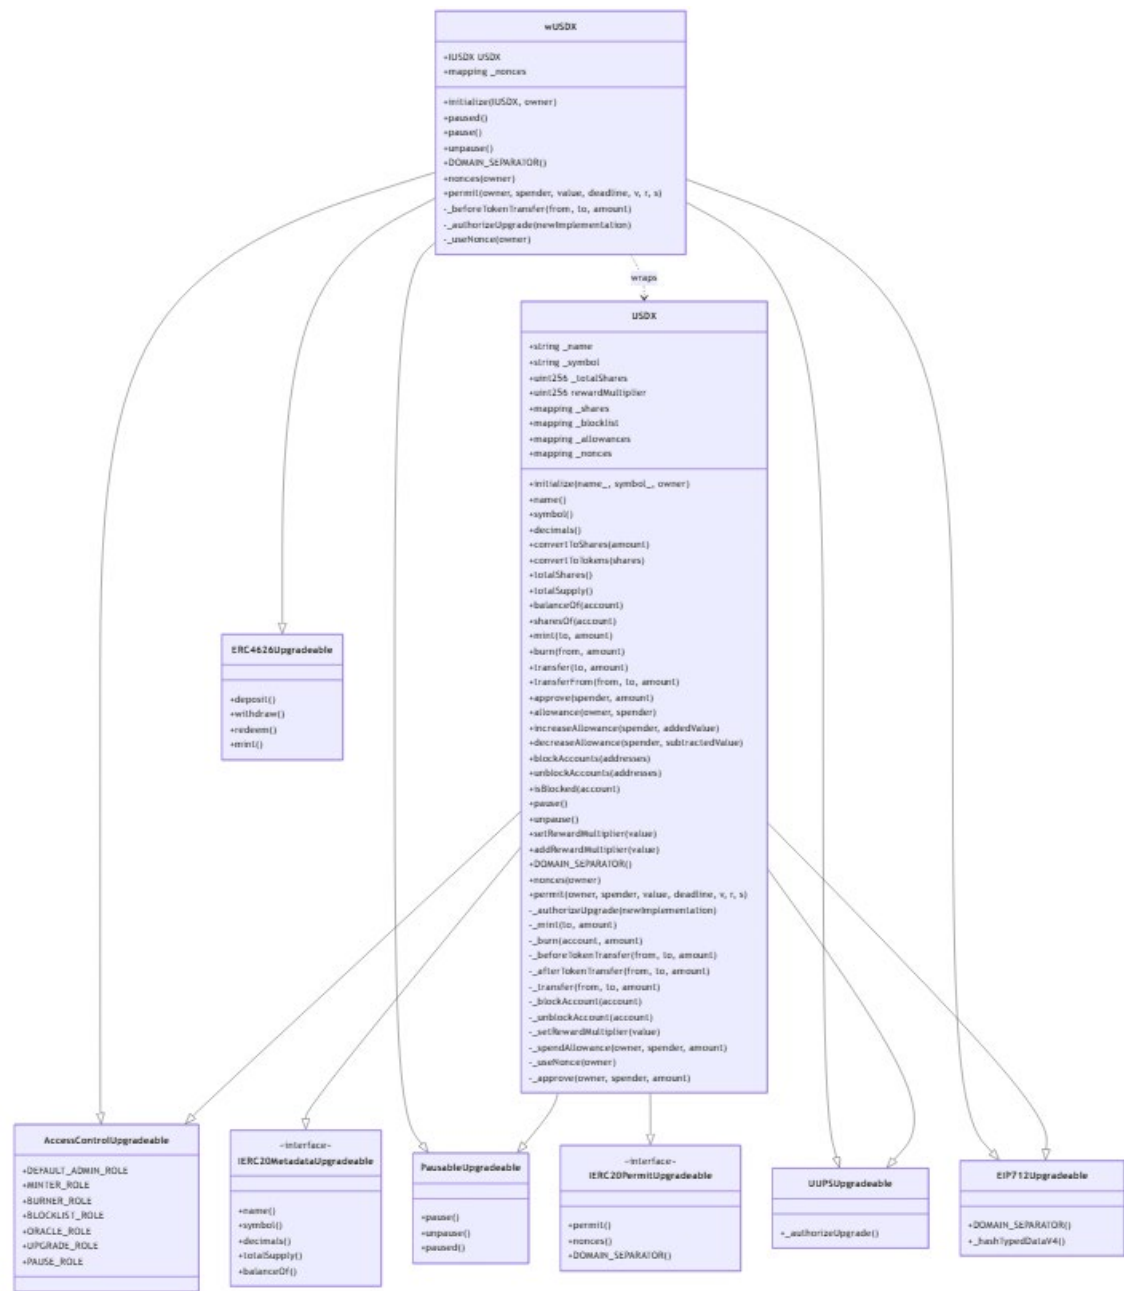 wUSDX
+IUSDX USDX
+mapping _nonces
+initialize(IUSDX, owner)
+paused()
+pause()
+unpause()
+DOMAIN_SEPARATOR()
+nonces(owner)
+permit(owner, spender, value, deadline, v, r, s)
-_beforeTokenTransfer(from, to, amount)
-_authorizeUpgrade(newImplementation)
-_useNonce(owner)
wraps
USDX
+string _name
+string _symbol
+uint256 _totalShares
+uint256 rewardMultiplier
+mapping _shares
+mapping _blocklist
+mapping _allowances
+mapping _nonces
+initialize(name_, symbol_, owner)
+name()
+symbol()
+decimals()
+convertToShares(amount)
+convertToTokens(shares)
+totalShares()
+totalSupply()
+balanceOf(account)
+sharesOf(account)
+mint(to, amount)
+burn(from, amount)
+transfer(to, amount)
+transferFrom(from, to, amount)
+approve(spender, amount)
+allowance(owner, spender)
+increaseAllowance(spender, addedValue)
+decreaseAllowance(spender, subtractedValue)
+blockAccounts(addresses)
+unblockAccounts(addresses)
+isBlocked(account)
+pause()
+unpause()
+setRewardMultiplier(value)
+addRewardMultiplier(value)
+DOMAIN_SEPARATOR()
+nonces(owner)
+permit(owner, spender, value, deadline, v, r, s)
-_authorizeUpgrade(newImplementation)
-_mint(to, amount)
-_burn(account, amount)
-_beforeTokenTransfer(from, to, amount)
-_afterTokenTransfer(from, to, amount)
-_transfer(from, to, amount)
-_blockAccount(account)
-_unblockAccount(account)
-_setRewardMultiplier(value)
-_spendAllowance(owner, spender, amount)
-_useNonce(owner)
-_approve(owner, spender, amount)
ERC4626Upgradeable
+deposit()
+withdraw()
+redeem()
+mint()
AccessControlUpgradeable
+DEFAULT_ADMIN_ROLE
+MINTER_ROLE
+BURNER_ROLE
+BLOCKLIST_ROLE
+ORACLE_ROLE
+UPGRADE_ROLE
+PAUSE_ROLE
~interface~
IERC20MetadataUpgradeable
+name()
+symbol()
+decimals()
+totalSupply()
+balanceOf()
PausableUpgradeable
+pause()
+unpause()
+paused()
~interface~
IERC20PermitUpgradeable
+permit()
+nonces()
+DOMAIN_SEPARATOR()
UUPSUpgradeable
+_authorizeUpgrade()
EIP712Upgradeable
+DOMAIN_SEPARATOR()
+_hashTypedDataV4()